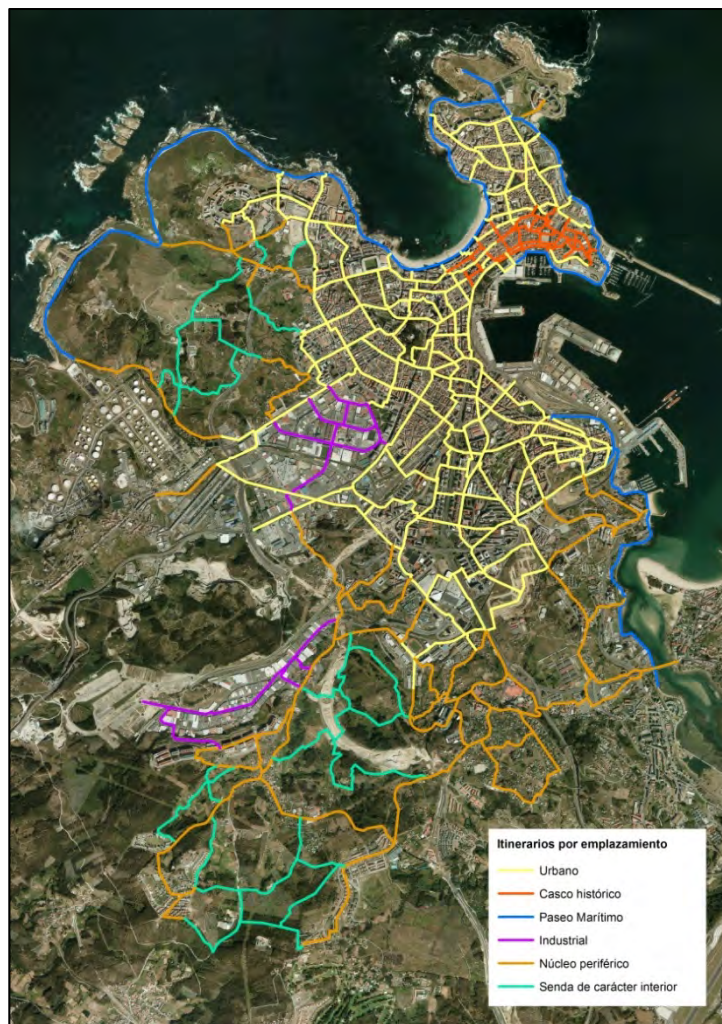 Itinerarios por emplazamiento
Urbano
Casco histórico
Paseo Marítimo
Industrial
Núcleo periférico
Senda de carácter interior